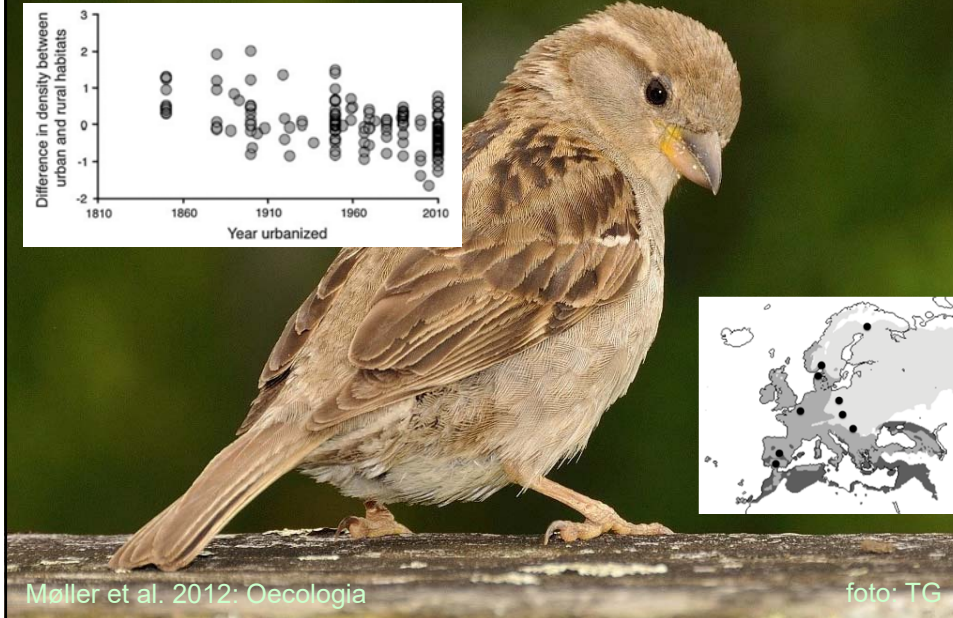 3
2
1
0
-1
-2
1810 1860 1910 1960 2010
Difference in density between
urban and rural habitats
Year urbanized
Møller et al. 2012: Oecologia
foto: TG